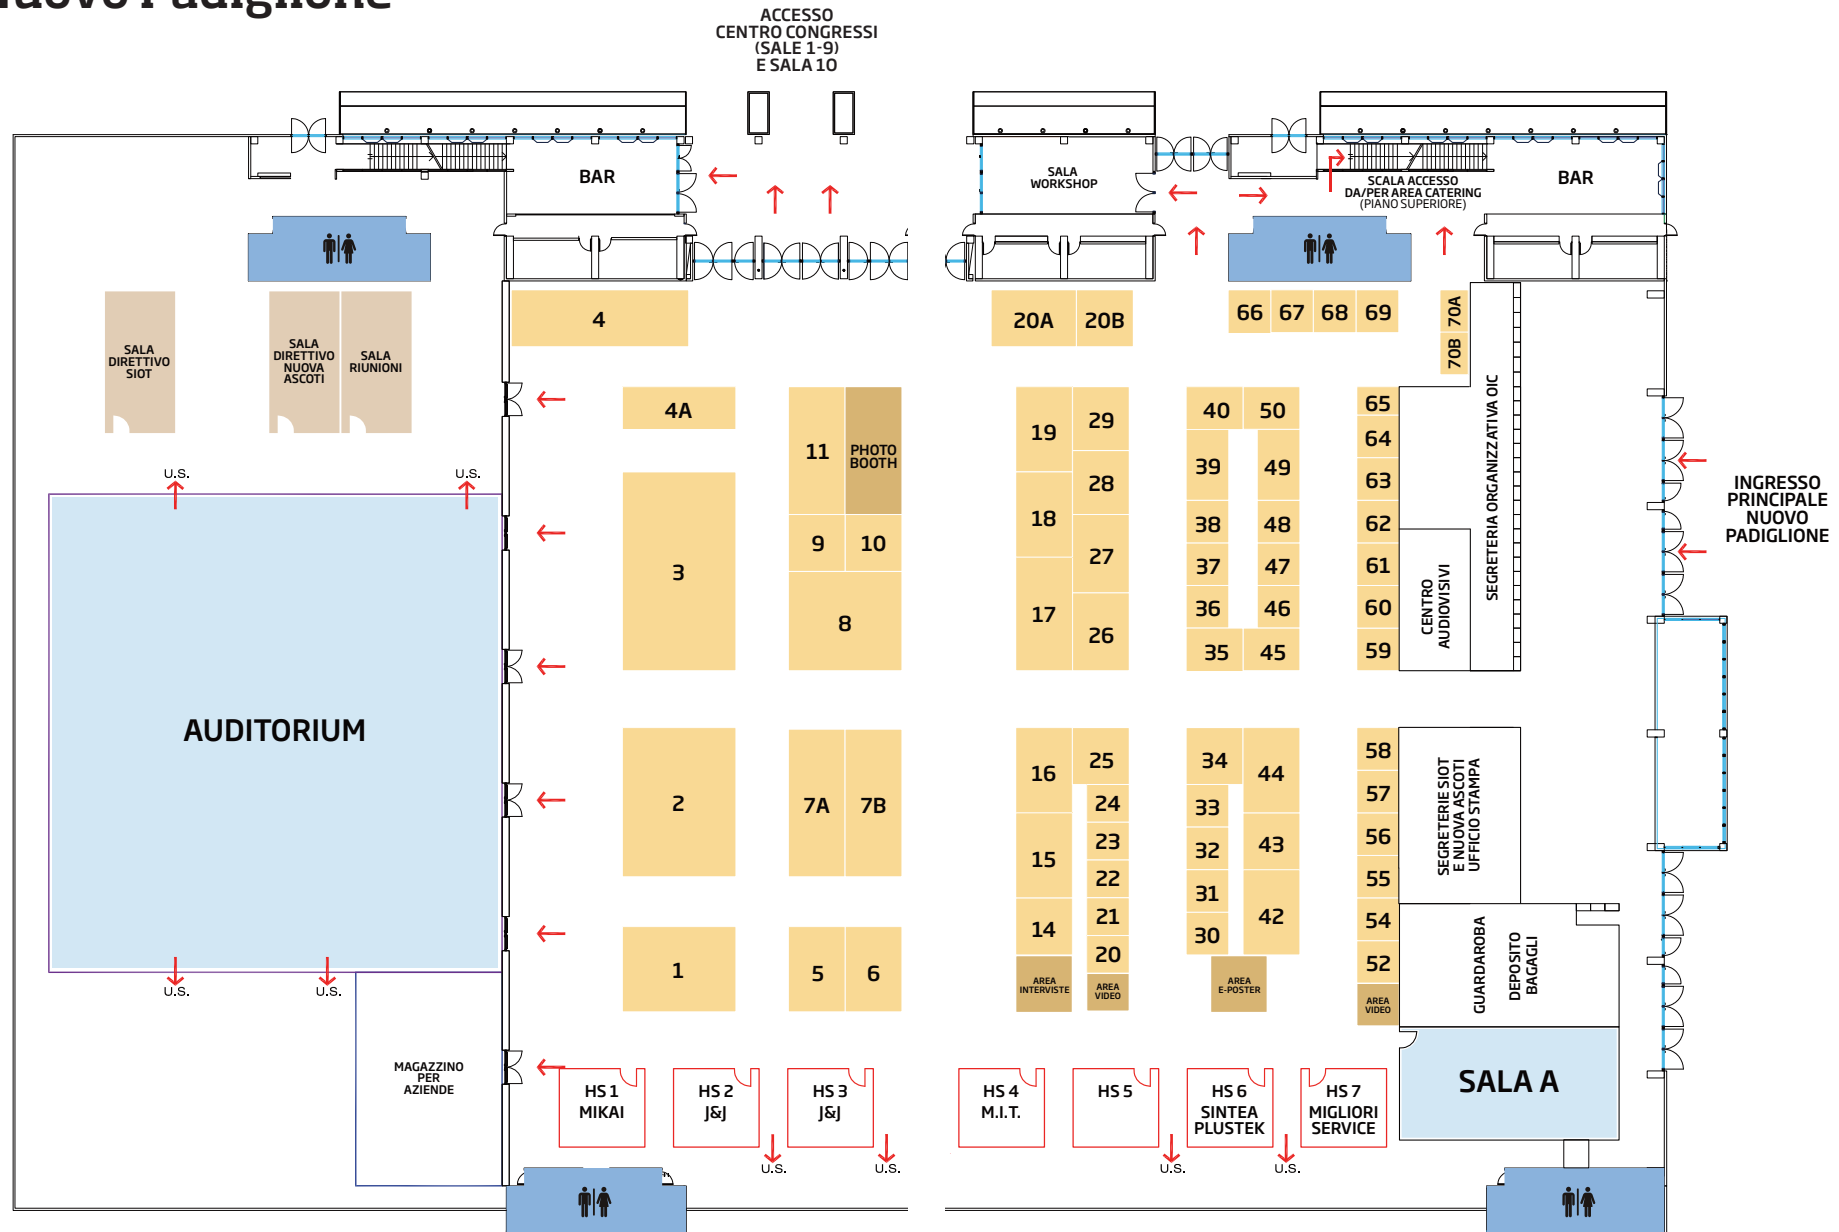 Nuovo Padiglione
ACCESSO
CENTRO CONGRESSI
(SALE 1-9)
E SALA 10
BAR
SALA
WORKSHOP
SCALA ACCESSO
DA/PER AREA CATERING
(PIANO SUPERIORE)
BAR
SALA
DIRETTIVO
SIOT
SALA
DIRETTIVO
NUOVA
ASCOTI
SALA
RIUNIONI
4
20A
20B
66
67
68
69
70A
70B
4A
11
PHOTO
BOOTH
3
9
10
8
19
18
17
29
28
27
26
40
50
39
49
38
48
37
47
36
46
35
45
65
64
63
62
61
60
59
SEGRETERIA ORGANIZZATIVA OIC
CENTRO
AUDIOVISIVI
INGRESSO
PRINCIPALE
NUOVO
PADIGLIONE
U.S.
U.S.
AUDITORIUM
U.S.
U.S.
2
7A
7B
1
5
6
16
15
14
AREA
INTERVISTE
25
24
23
22
21
20
AREA
VIDEO
34
33
32
31
30
44
43
42
AREA
E-POSTER
58
57
56
55
54
52
AREA
VIDEO
SEGRETERIE SIOT
E NUOVA ASCOTI
UFFICIO STAMPA
GUARDAROBA
DEPOSITO
BAGAGLI
SALA A
MAGAZZINO
PER
AZIENDE
HS 1
MIKAI
HS 2
J&J
HS 3
J&J
HS 4
M.I.T.
HS 5
HS 6
SINTEA
PLUSTEK
HS 7
MIGLIORI
SERVICE
U.S.
U.S.
U.S.
U.S.